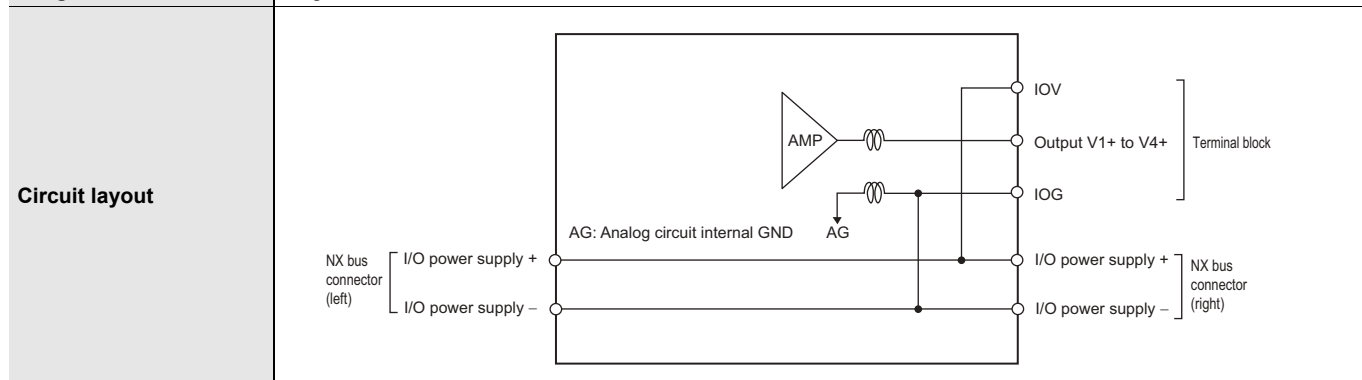 Circuit layout
IOV
AMP
Output V1+ to V4+
Terminal block
IOG
AG: Analog circuit internal GND
AG
NX bus
connector
(left)
I/O power supply +
I/O power supply –
I/O power supply +
I/O power supply –
NX bus
connector
(right)